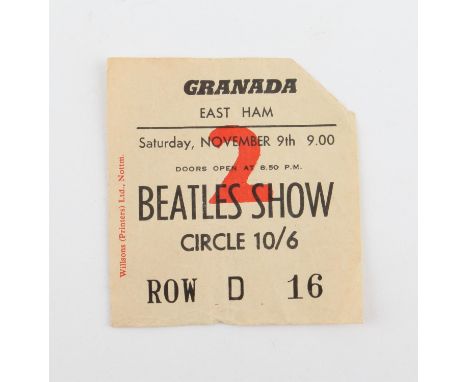 GRANADA
EAST HAM
Saturday, NOVEMBER 9th 9.00
2
DOORS OPEN AT 8.50 P.M.
BEATLES SHOW
CIRCLE 10/6
ROW D 16
Willsons (Printers) Ltd., Nottm.